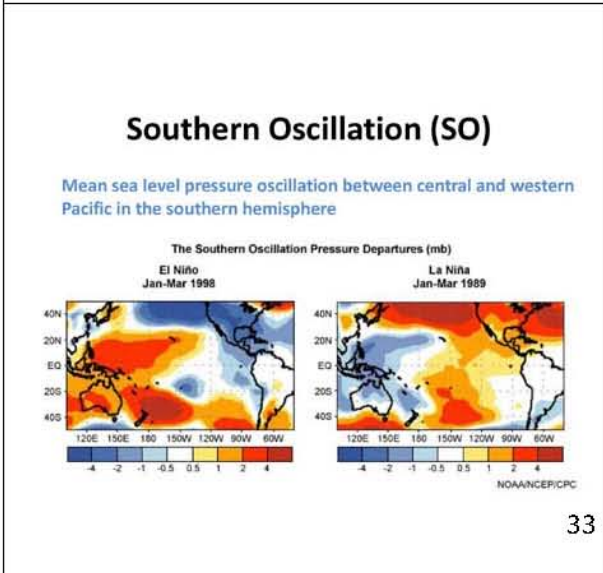 Southern Oscillation (SO)
Mean sea level pressure oscillation between central and western
Pacific in the southern hemisphere
The Southern Oscillation Pressure Departures (mb)
El Niño
Jan-Mar 1998
La Niña
Jan-Mar 1989
40N
20N
EQ
20S
40S
120E 150E 180 150W 120W 90W 60W
-4 -2 -1 -0.5 0.5 1 2 4
40N
20N
EQ
20S
40S
120E 150E 180 150W 120W 90W 60W
-4 -2 -1 -0.5 0.5 1 2 4
NOAA/NCEP/CPC
33